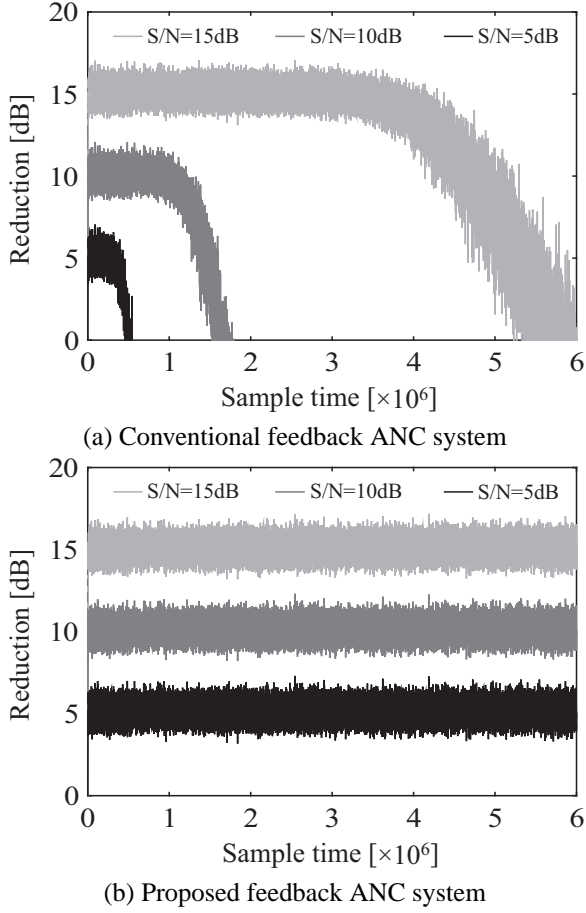 20
S/N=15dB S/N=10dB S/N=5dB
15
10
5
0
Reduction [dB]
0 1 2 3 4 5 6
Sample time [×10⁶]
(a) Conventional feedback ANC system
20
S/N=15dB S/N=10dB S/N=5dB
15
10
5
0
Reduction [dB]
0 1 2 3 4 5 6
Sample time [×10⁶]
(b) Proposed feedback ANC system